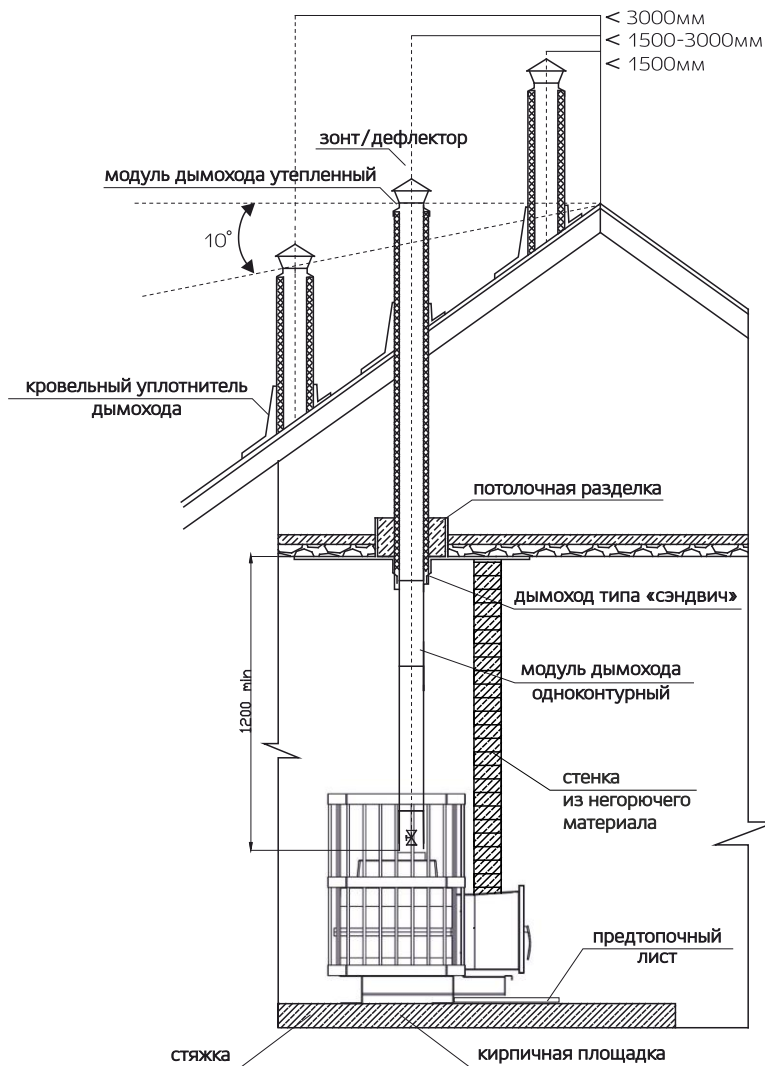 < 3000мм
< 1500-3000мм
< 1500мм
зонт/дефлектор
модуль дымохода утепленный
10°
кровельный уплотнитель
дымохода
потолочная разделка
дымоход типа «сэндвич»
модуль дымохода
одноконтурный
1200 min
стенка
из негорючего
материала
предтопочный
лист
стяжка
кирпичная площадка